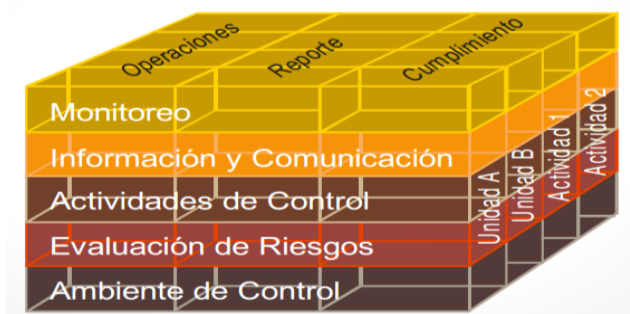 Operaciones
Reporte
Cumplimiento
Monitoreo
Información y Comunicación
Actividades de Control
Evaluación de Riesgos
Ambiente de Control
Unidad A
Unidad B
Actividad 1
Actividad 2